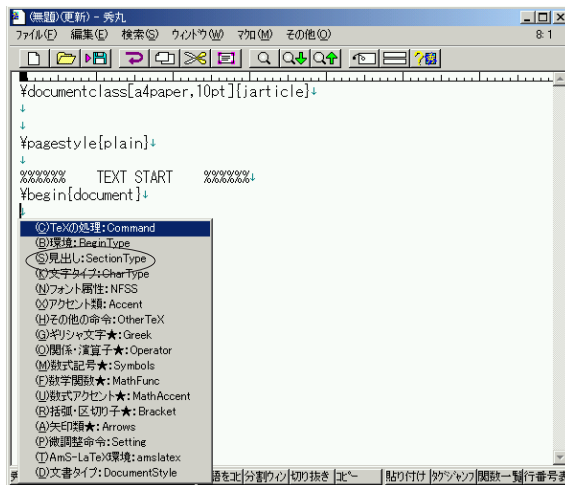 (無題)(更新) - 秀丸
ファイル(F) 編集(E) 検索(S) ウィンドウ(W) マクロ(M) その他(O) 8: 1
¥documentclass[a4paper,10pt]{jarticle}↓
↓
↓
¥pagestyle{plain}↓
↓
%%%%%% TEXT START %%%%%%↓
¥begin{document}↓
(C)TeXの処理:Command
(B)環境:BeginType
(S)見出し:SectionType
(K)文字タイプ:CharType
(N)フォント属性:NFSS
(X)アクセント類:Accent
(H)その他の命令:OtherTeX
(G)ギリシャ文字★:Greek
(O)関係・演算子★:Operator
(M)数式記号★:Symbols
(F)数学関数★:MathFunc
(U)数式アクセント★:MathAccent
(R)括弧・区切り子★:Bracket
(A)矢印類★:Arrows
(P)微調整命令:Setting
(T)AmS-LaTeX環境:amslatex
(D)文書タイプ:DocumentStyle
語をコピ 分割ウィン 切り抜き コピー 貼り付け タグジャンプ 関数一覧 行番号表